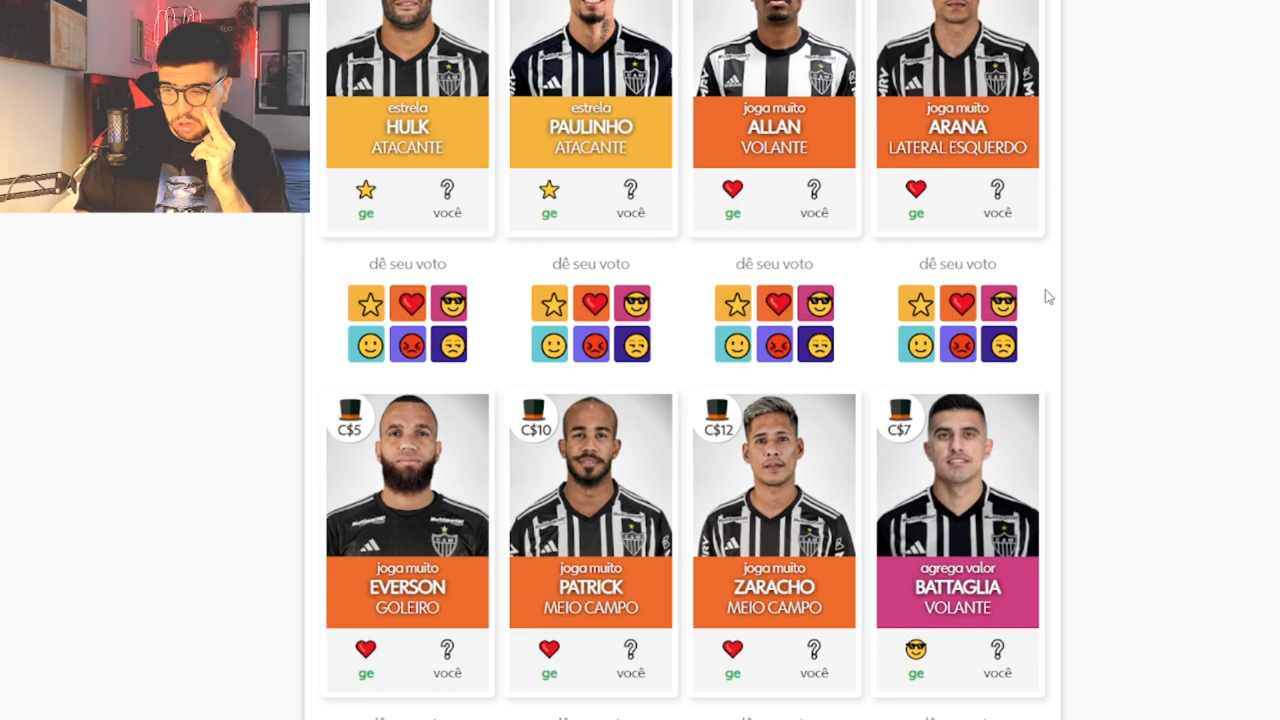 estrela
HULK
ATACANTE
ge
você
estrela
PAULINHO
ATACANTE
ge
você
joga muito
ALLAN
VOLANTE
ge
você
joga muito
ARANA
LATERAL ESQUERDO
ge
você
dê seu voto
dê seu voto
dê seu voto
dê seu voto
C$5
joga muito
EVERSON
GOLEIRO
ge
você
C$10
joga muito
PATRICK
MEIO CAMPO
ge
você
C$12
joga muito
ZARACHO
MEIO CAMPO
ge
você
C$7
agrega valor
BATTAGLIA
VOLANTE
ge
você